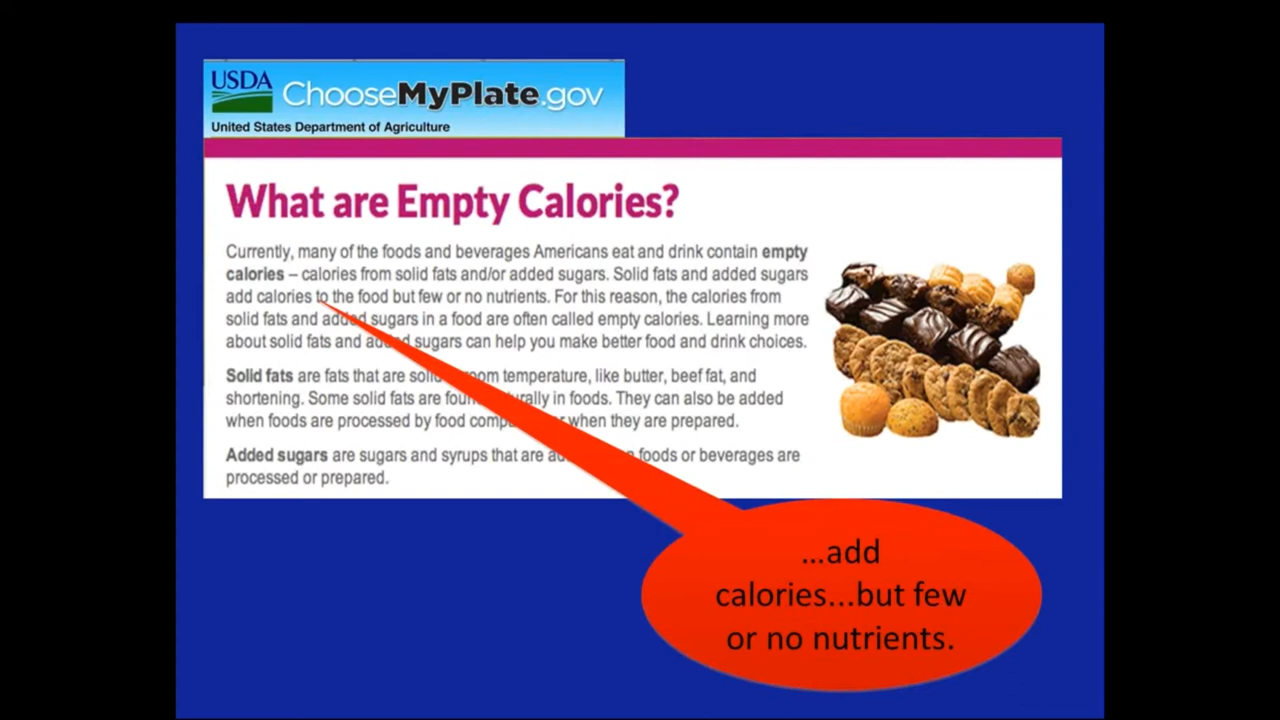 USDA ChooseMyPlate.gov
United States Department of Agriculture
What are Empty Calories?
Currently, many of the foods and beverages Americans eat and drink contain empty
calories – calories from solid fats and/or added sugars. Solid fats and added sugars
add calories to the food but few or no nutrients. For this reason, the calories from
solid fats and added sugars in a food are often called empty calories. Learning more
about solid fats and added sugars can help you make better food and drink choices.
Solid fats are fats that are solid room temperature, like butter, beef fat, and
shortening. Some solid fats are found in foods. They can also be added
when foods are processed by food when they are prepared.
Added sugars are sugars and syrups that are foods or beverages are
processed or prepared.
...add
calories...but few
or no nutrients.